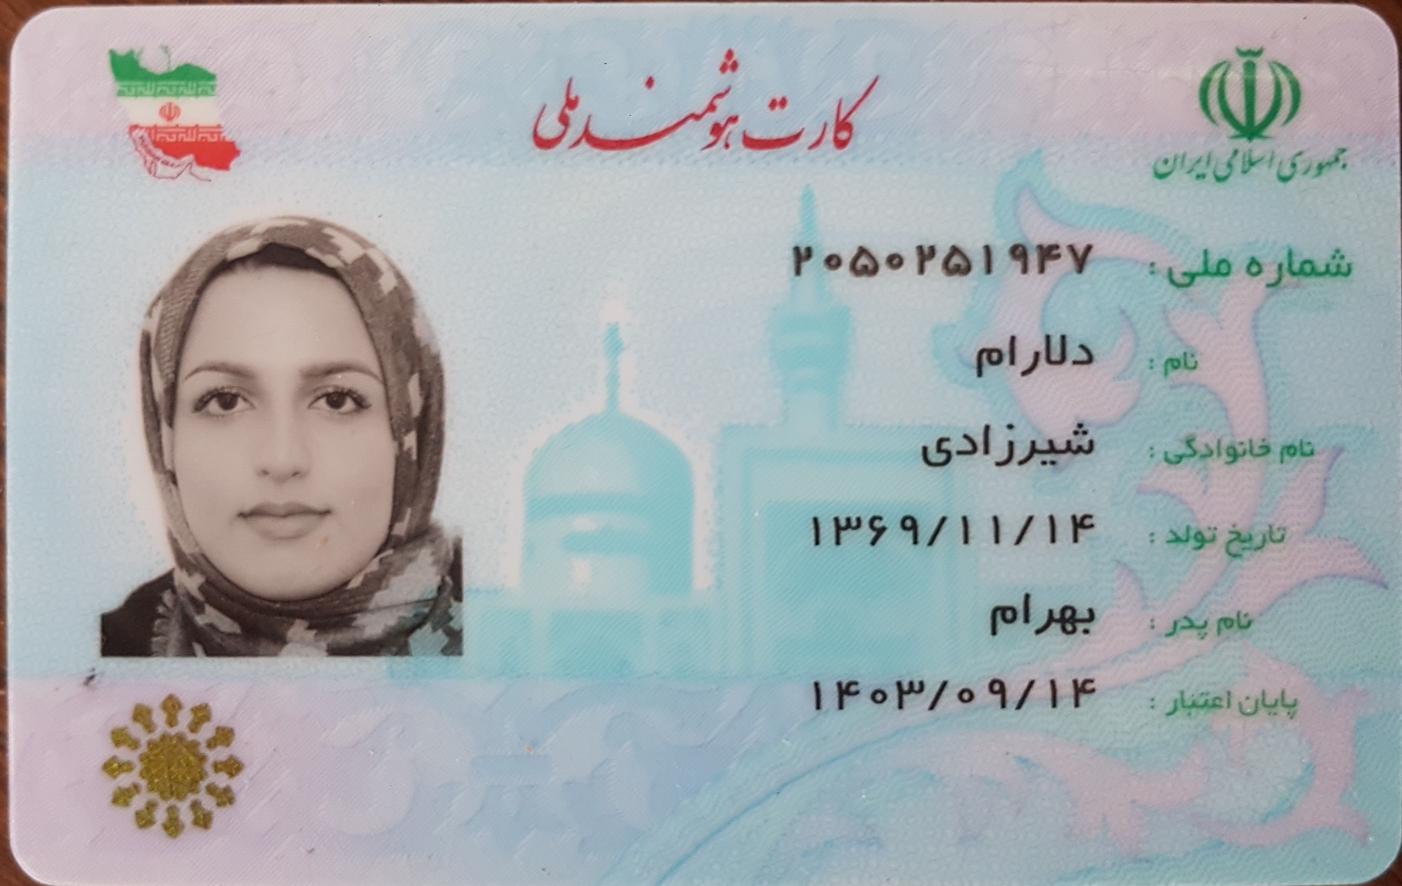 جمهوری اسلامی ایران
کارت هوشمند ملی
شماره ملی : ۲۰۵۰۲۵۱۹۴۷
نام : دلارام
نام خانوادگی : شیرزادی
تاریخ تولد : ۱۳۶۹/۱۱/۱۴
نام پدر : بهرام
پایان اعتبار : ۱۴۰۳/۰۹/۱۴